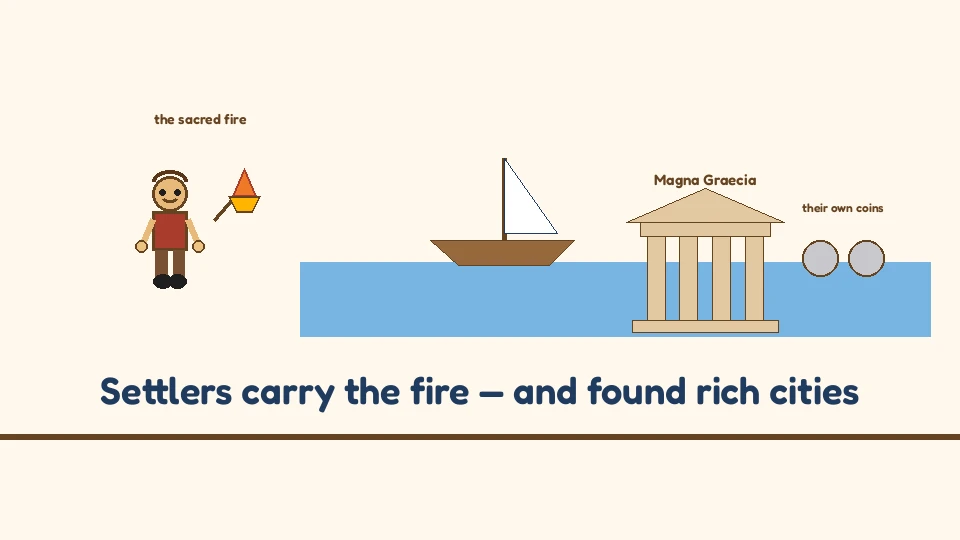 the sacred fire
Magna Graecia
their own coins
Settlers carry the fire — and found rich cities